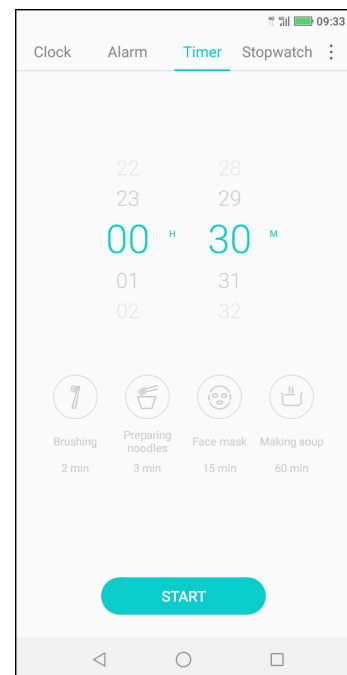 09:33
Clock Alarm Timer Stopwatch
22 28
23 29
00 H 30 M
01 31
02 32
Brushing Preparing noodles Face mask Making soup
2 min 3 min 15 min 60 min
START